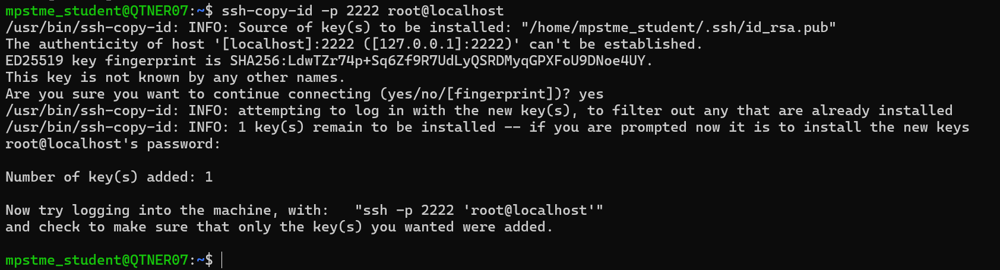 mpstme_student@QTNER07:~$ ssh-copy-id -p 2222 root@localhost
/usr/bin/ssh-copy-id: INFO: Source of key(s) to be installed: "/home/mpstme_student/.ssh/id_rsa.pub"
The authenticity of host '[localhost]:2222 ([127.0.0.1]:2222)' can't be established.
ED25519 key fingerprint is SHA256:LdwTZr74p+Sq6Zf9R7UdLyQSRDMyqGPXFoU9DNoe4UY.
This key is not known by any other names.
Are you sure you want to continue connecting (yes/no/[fingerprint])? yes
/usr/bin/ssh-copy-id: INFO: attempting to log in with the new key(s), to filter out any that are already installed
/usr/bin/ssh-copy-id: INFO: 1 key(s) remain to be installed -- if you are prompted now it is to install the new keys
root@localhost's password:
Number of key(s) added: 1
Now try logging into the machine, with:   "ssh -p 2222 'root@localhost'"
and check to make sure that only the key(s) you wanted were added.
mpstme_student@QTNER07:~$